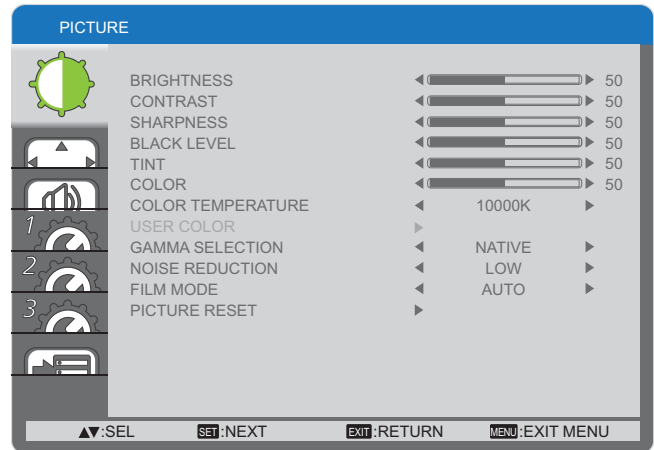 PICTURE
BRIGHTNESS 50
CONTRAST 50
SHARPNESS 50
BLACK LEVEL 50
TINT 50
COLOR 50
COLOR TEMPERATURE 10000K
USER COLOR
GAMMA SELECTION NATIVE
NOISE REDUCTION LOW
FILM MODE AUTO
PICTURE RESET
1
2
3
▲▼:SEL SET:NEXT EXIT:RETURN MENU:EXIT MENU